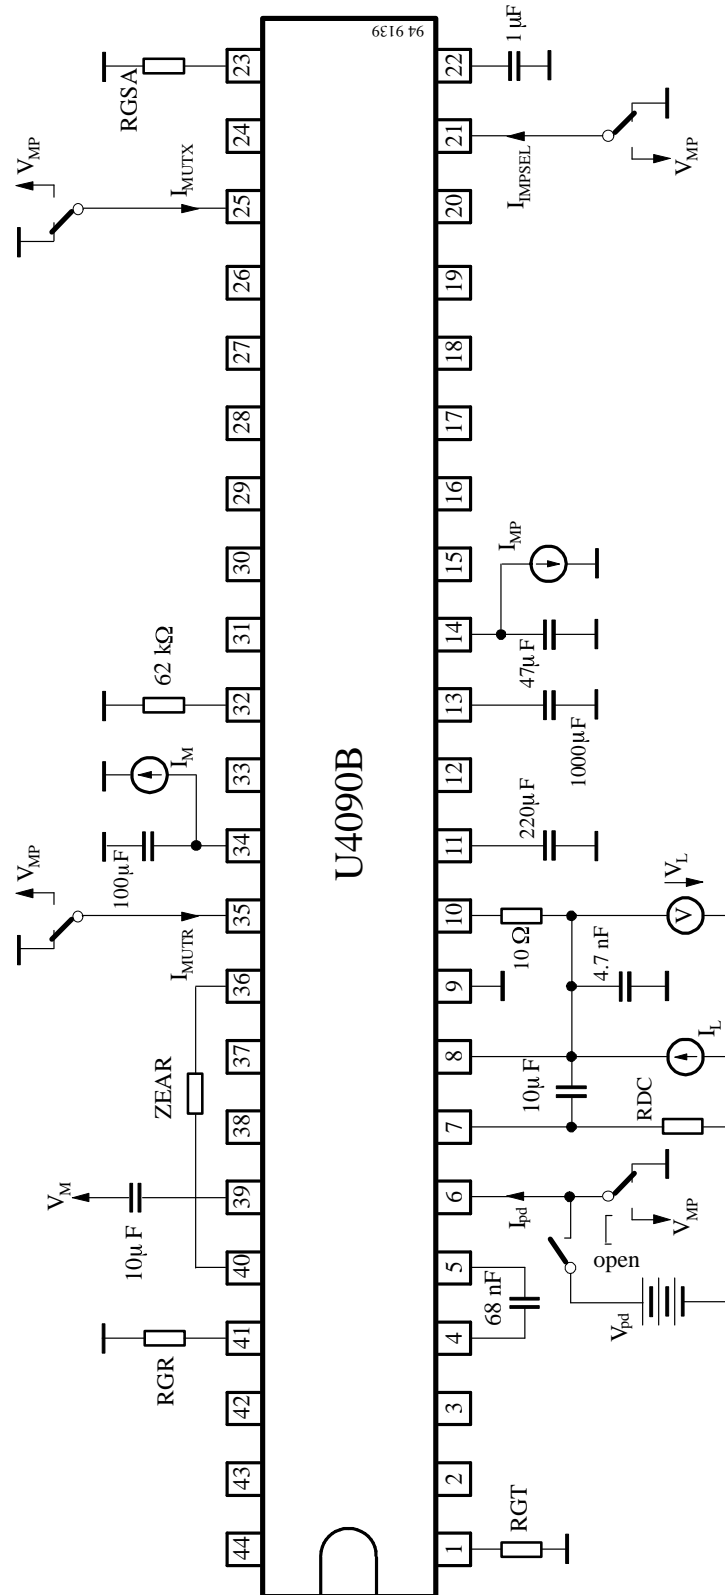 V_MP
I_MUTR
V_MP
I_MUTX
V_M
10µF
RGR
ZEAR
100µF
I_M
62 kΩ
RGSA
44 43 42 41 40 39 38 37 36 35 34 33 32 31 30 29 28 27 26 25 24 23
U4090B
94 9139
1 2 3 4 5 6 7 8 9 10 11 12 13 14 15 16 17 18 19 20 21 22
RGT
68 nF
I_pd
10µF
10 Ω
220µF
1000µF
47µF
I_MP
I_IMPSEL
1 µF
V_pd
open
V_MP
RDC
I_L
4.7 nF
V
V_L
V_MP